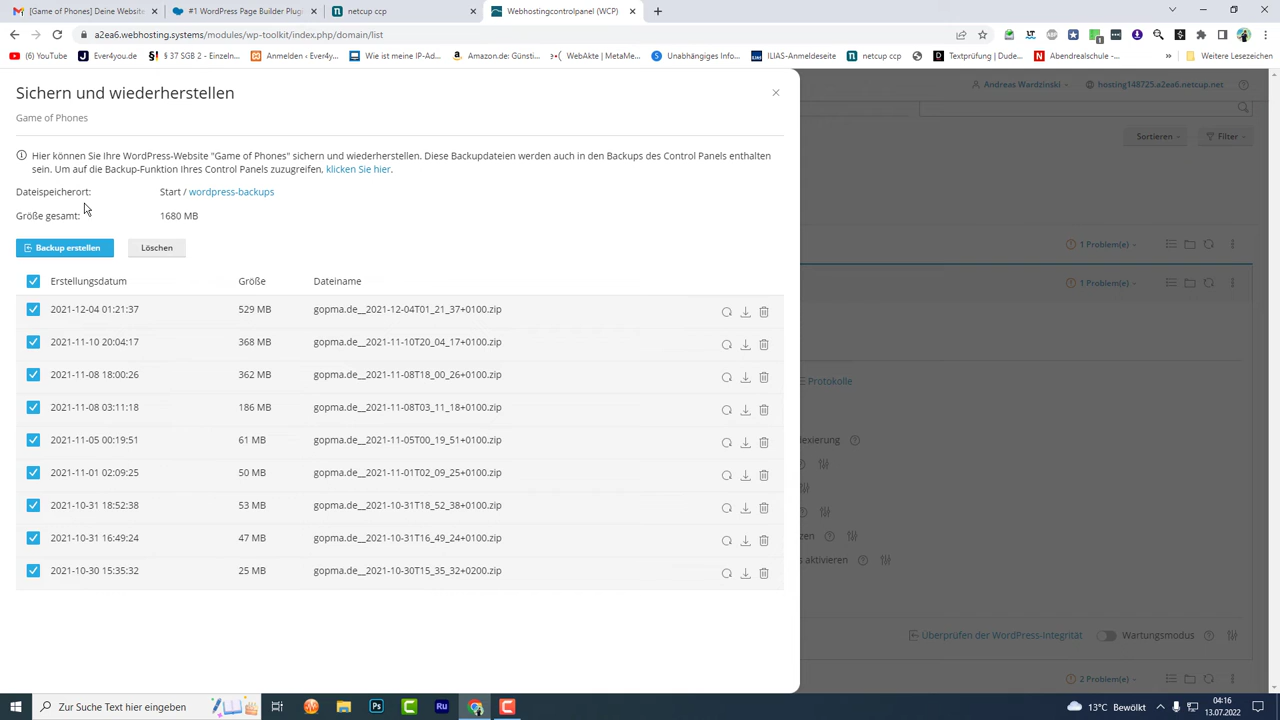 [Game of Phones] Deine Website
#1 WordPress Page Builder Plugi
netcup ccp
Webhostingcontrolpanel (WCP)
a2ea6.webhosting.systems/modules/wp-toolkit/index.php/domain/list
(6) YouTube
Ever4you.de
§ 37 SGB 2 - Einzeln...
Anmelden ‹ Ever4yo...
Wie ist meine IP-Ad...
Amazon.de: Günsti...
WebAkte | MetaMe...
Unabhängiges Info...
ILIAS-Anmeldeseite
netcup ccp
Textprüfung | Dude...
Abendrealschule -...
»
Weitere Lesezeichen
Sichern und wiederherstellen
Game of Phones
Hier können Sie Ihre WordPress-Website "Game of Phones" sichern und wiederherstellen. Diese Backupdateien werden auch in den Backups des Control Panels enthalten
sein. Um auf die Backup-Funktion Ihres Control Panels zuzugreifen, klicken Sie hier.
Dateispeicherort: Start / wordpress-backups
Größe gesamt: 1680 MB
Backup erstellen
Löschen
Erstellungsdatum Größe Dateiname
2021-12-04 01:21:37 529 MB gopma.de__2021-12-04T01_21_37+0100.zip
2021-11-10 20:04:17 368 MB gopma.de__2021-11-10T20_04_17+0100.zip
2021-11-08 18:00:26 362 MB gopma.de__2021-11-08T18_00_26+0100.zip
2021-11-08 03:11:18 186 MB gopma.de__2021-11-08T03_11_18+0100.zip
2021-11-05 00:19:51 61 MB gopma.de__2021-11-05T00_19_51+0100.zip
2021-11-01 02:09:25 50 MB gopma.de__2021-11-01T02_09_25+0100.zip
2021-10-31 18:52:38 53 MB gopma.de__2021-10-31T18_52_38+0100.zip
2021-10-31 16:49:24 47 MB gopma.de__2021-10-31T16_49_24+0100.zip
2021-10-30 15:35:32 25 MB gopma.de__2021-10-30T15_35_32+0200.zip
Andreas Wardzinski
hosting148725.a2ea6.netcup.net
Sortieren
Filter
1 Problem(e)
1 Problem(e)
Protokolle
lexierung
zen
s aktivieren
Überprüfen der WordPress-Integrität
Wartungsmodus
2 Problem(e)
Zur Suche Text hier eingeben
13°C Bewölkt
04:16
13.07.2022